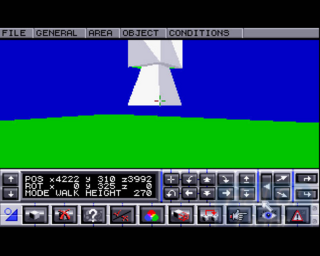 FILE GENERAL AREA OBJECT CONDITIONS
POS x4222 y 310 z3992
ROT x 0 y 325 z 0
MODE WALK HEIGHT 270
?